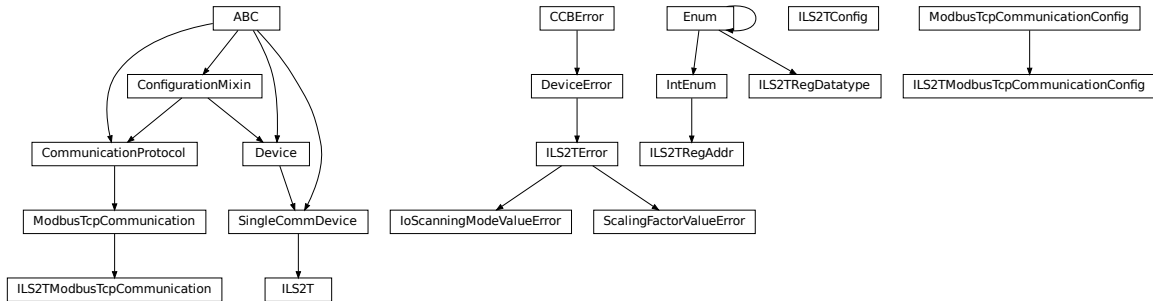 ABC
CCBError
Enum
ILS2TConfig
ModbusTcpCommunicationConfig
ConfigurationMixin
DeviceError
IntEnum
ILS2TRegDatatype
ILS2TModbusTcpCommunicationConfig
CommunicationProtocol
Device
ILS2TError
ILS2TRegAddr
ModbusTcpCommunication
SingleCommDevice
IoScanningModeValueError
ScalingFactorValueError
ILS2TModbusTcpCommunication
ILS2T